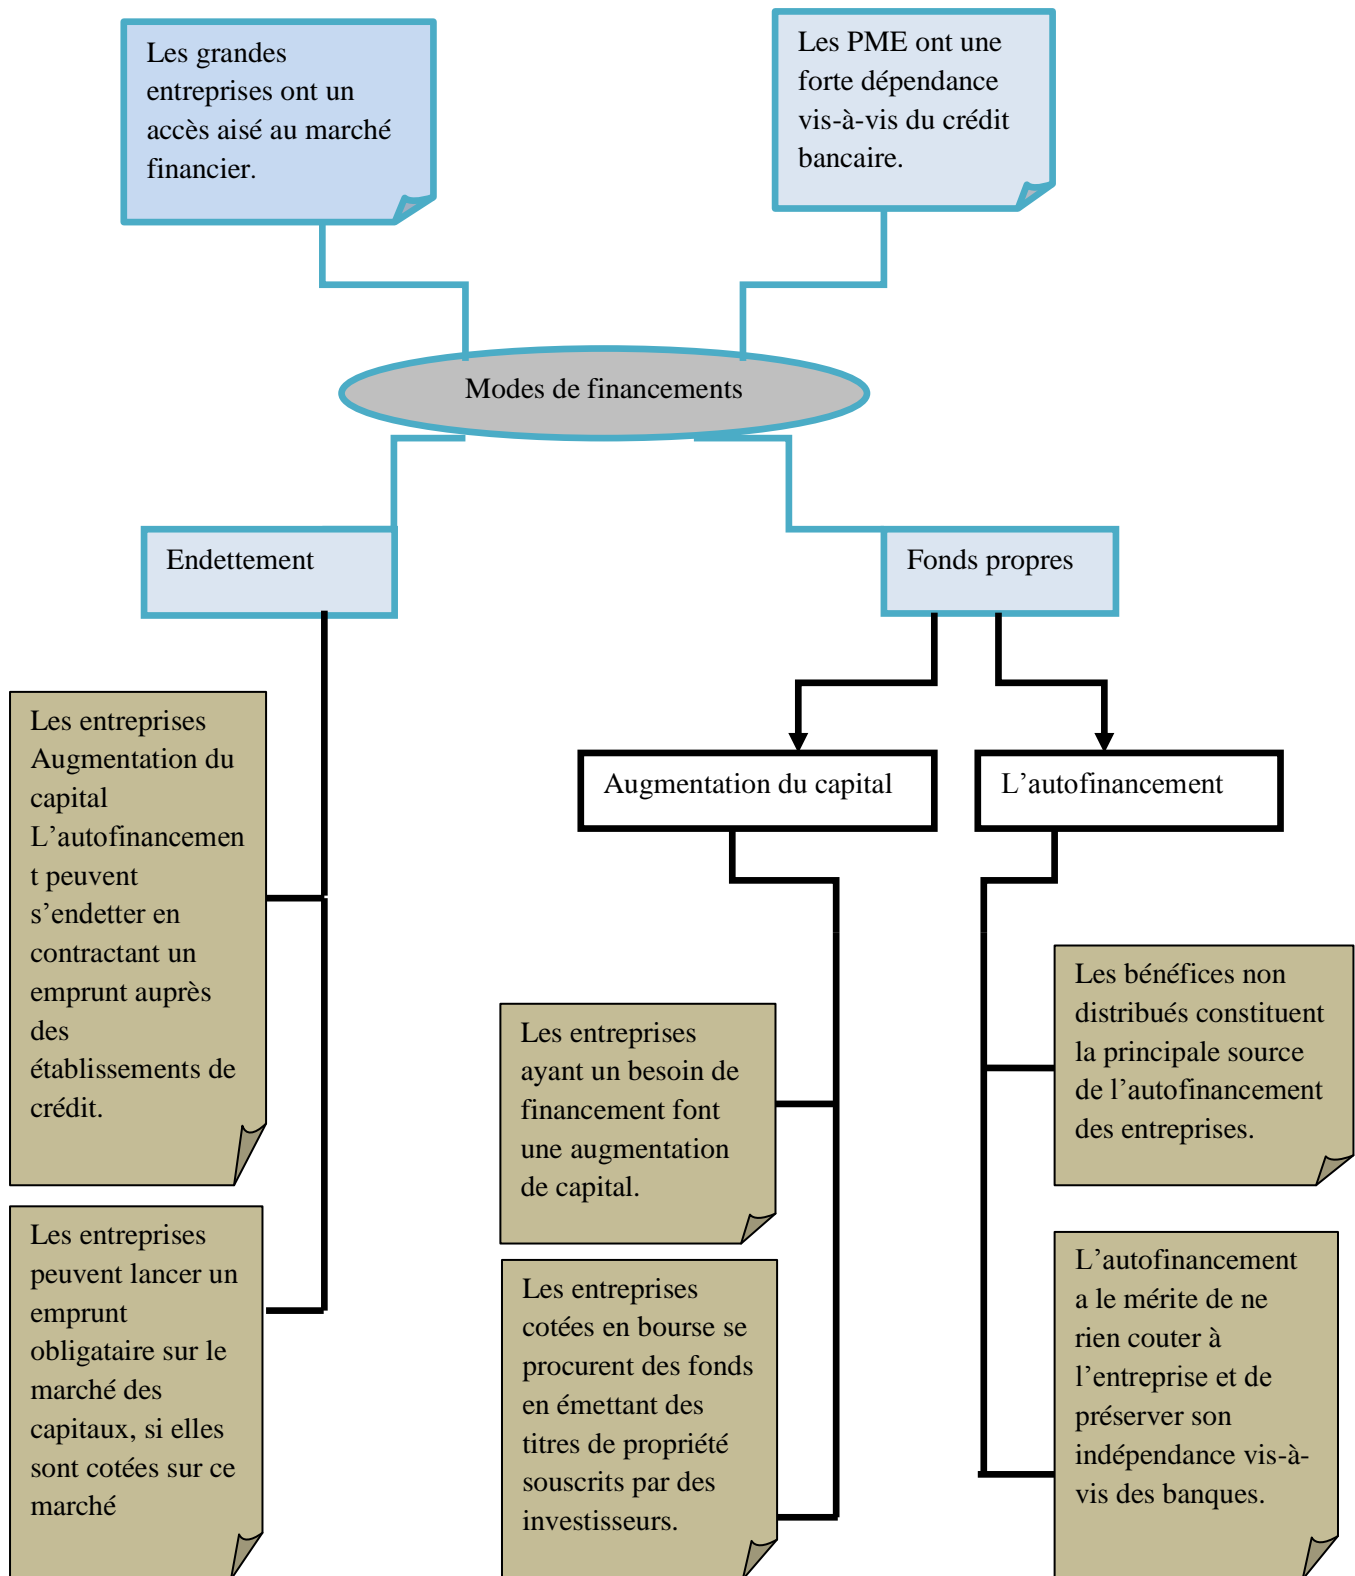 Les grandes
entreprises ont un
accès aisé au marché
financier.
Les PME ont une
forte dépendance
vis-à-vis du crédit
bancaire.
Modes de financements
Endettement
Fonds propres
Les entreprises
Augmentation du
capital
L’autofinancemen
t peuvent
s’endetter en
contractant un
emprunt auprès
des
établissements de
crédit.
Les entreprises
peuvent lancer un
emprunt
obligataire sur le
marché des
capitaux, si elles
sont cotées sur ce
marché
Augmentation du capital
L’autofinancement
Les entreprises
ayant un besoin de
financement font
une augmentation
de capital.
Les entreprises
cotées en bourse se
procurent des fonds
en émettant des
titres de propriété
souscrits par des
investisseurs.
Les bénéfices non
distribués constituent
la principale source
de l’autofinancement
des entreprises.
L’autofinancement
a le mérite de ne
rien couter à
l’entreprise et de
préserver son
indépendance vis-à-
vis des banques.